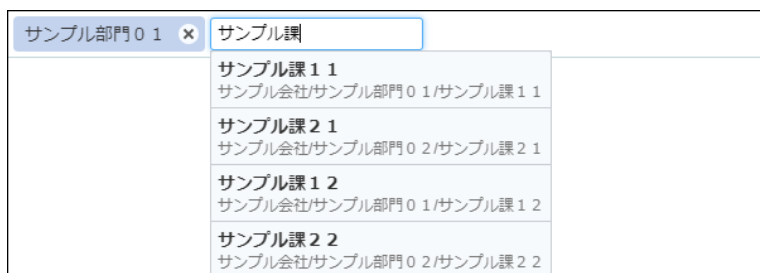 サンプル部門０１ ×
サンプル課
サンプル課１１
サンプル会社/サンプル部門０１/サンプル課１１
サンプル課２１
サンプル会社/サンプル部門０２/サンプル課２１
サンプル課１２
サンプル会社/サンプル部門０１/サンプル課１２
サンプル課２２
サンプル会社/サンプル部門０２/サンプル課２２